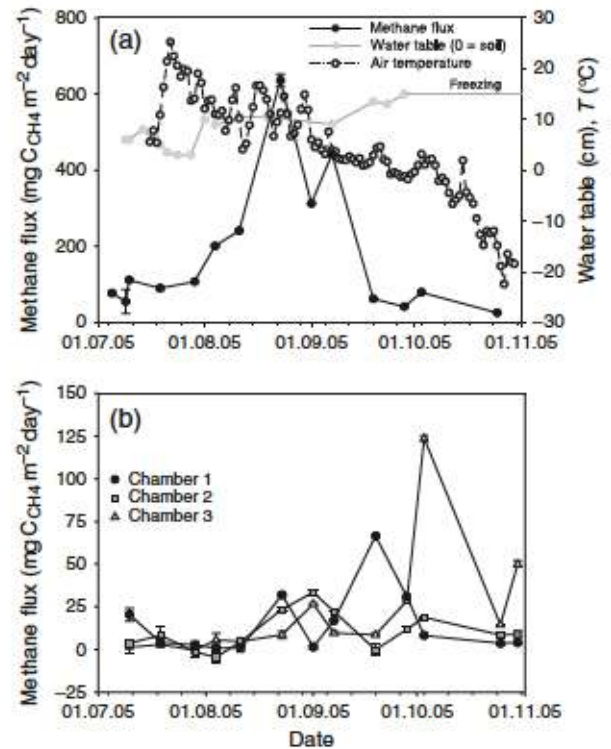 (a)
Methane flux
Water table (0 = soil)
Air temperature
Freezing
800
600
400
200
0
30
20
10
0
−10
−20
−30
Methane flux (mg C_CH4 m⁻² day⁻¹)
Water table (cm), T (°C)
01.07.05 01.08.05 01.09.05 01.10.05 01.11.05
(b)
Chamber 1
Chamber 2
Chamber 3
150
125
100
75
50
25
0
−25
Methane flux (mg C_CH4 m⁻² day⁻¹)
01.07.05 01.08.05 01.09.05 01.10.05 01.11.05
Date